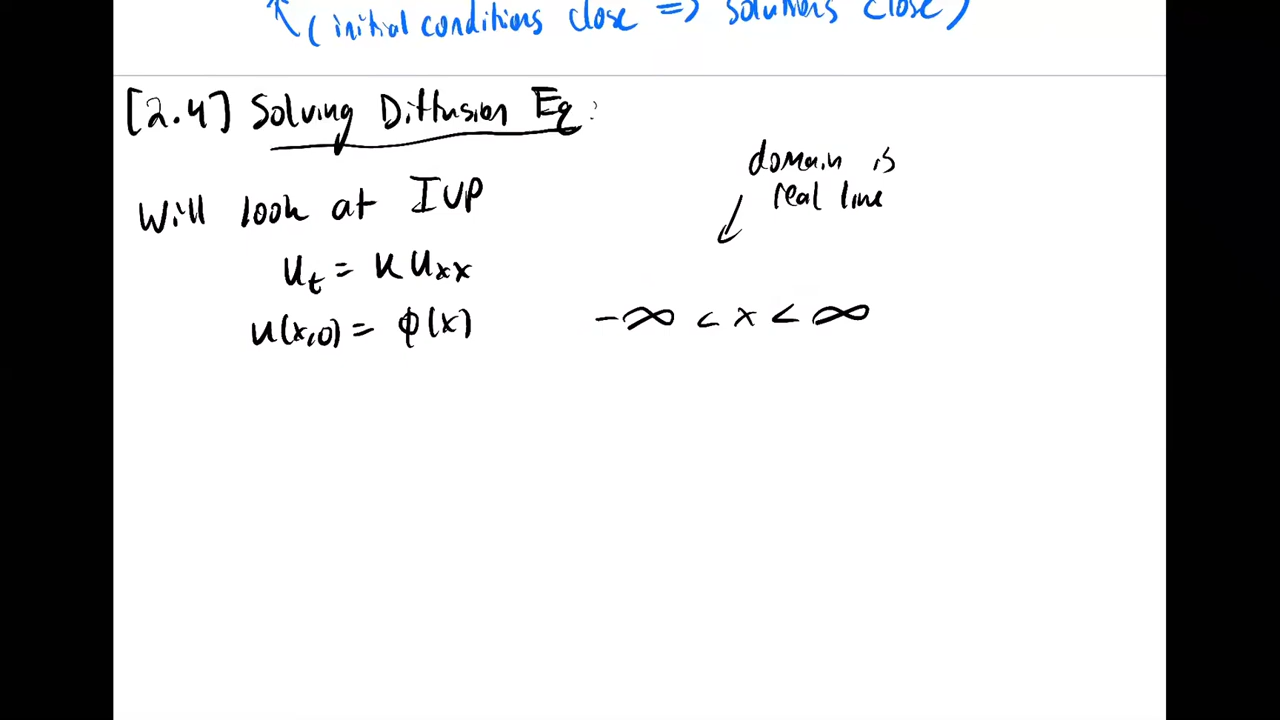 (initial conditions close => solutions close)
[2.4] Solving Diffusion Eq:
domain is
real line
Will look at IVP
u_t = k u_xx
u(x,0) = φ(x)
-∞ < x < ∞